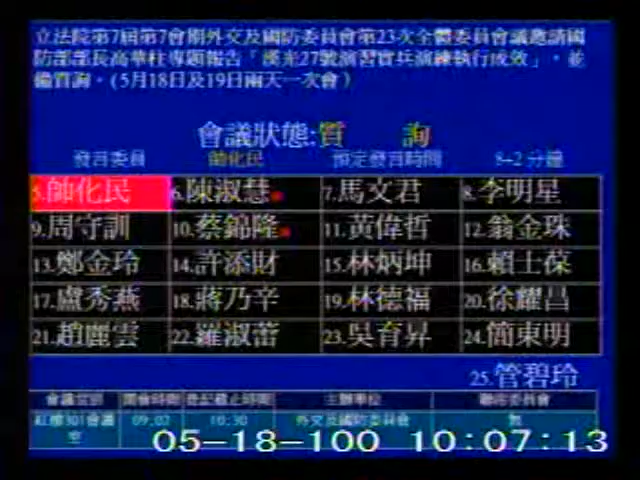 立法院第7屆第7會期外交及國防委員會第23次全體委員會議邀請國
防部部長高華柱專題報告「漢光27號演習實兵演練執行成效」，並
備質詢。(5月18日及19日兩天一次會)
會議狀態:質 詢
發言委員 帥化民 預定發言時間 8+2 分鐘
5.帥化民 6.陳淑慧 7.馬文君 8.李明星
9.周守訓 10.蔡錦隆 11.黃偉哲 12.翁金珠
13.鄭金玲 14.許添財 15.林炳坤 16.賴士葆
17.盧秀燕 18.蔣乃辛 19.林德福 20.徐耀昌
21.趙麗雲 22.羅淑蕾 23.吳育昇 24.簡東明
25.管碧玲
會議室別 開會時間 登記截止時間 主辦單位 聯席委員會
紅樓301會議室 09:02 10:30 外交及國防委員會 無
05-18-100 10:07:13